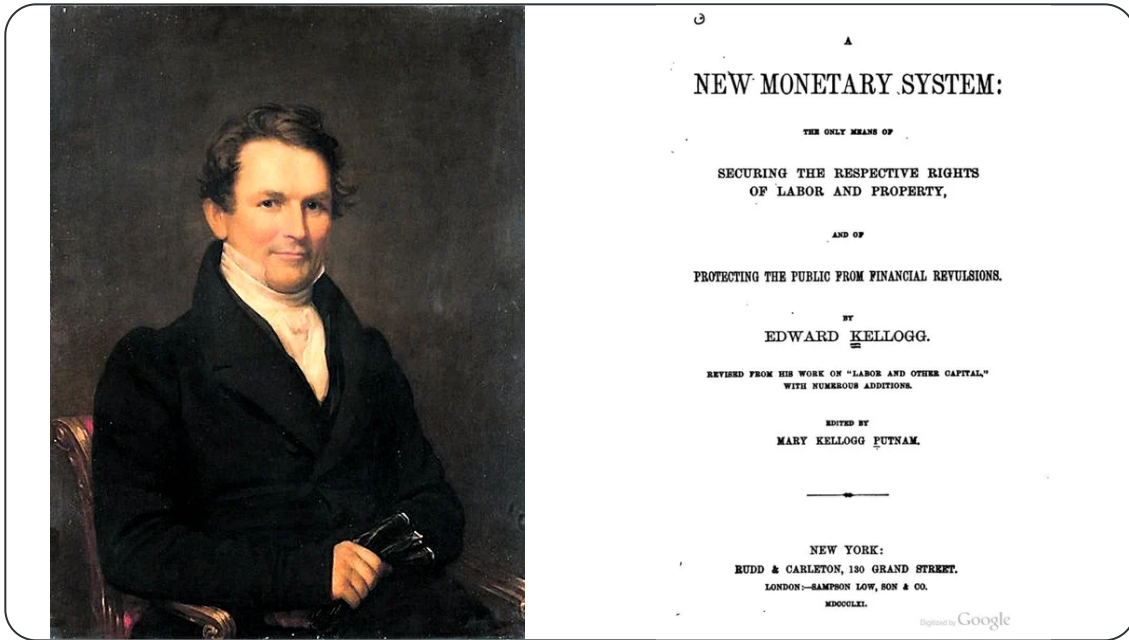 A
NEW MONETARY SYSTEM:
THE ONLY MEANS OF
SECURING THE RESPECTIVE RIGHTS
OF LABOR AND PROPERTY,
AND OF
PROTECTING THE PUBLIC FROM FINANCIAL REVULSIONS.
BY
EDWARD KELLOGG.
REVISED FROM HIS WORK ON "LABOR AND OTHER CAPITAL,"
WITH NUMEROUS ADDITIONS.
EDITED BY
MARY KELLOGG PUTNAM.
NEW YORK:
RUDD & CARLETON, 130 GRAND STREET.
LONDON:—SAMPSON LOW, SON & CO.
MDCCCLXI.
Digitized by Google